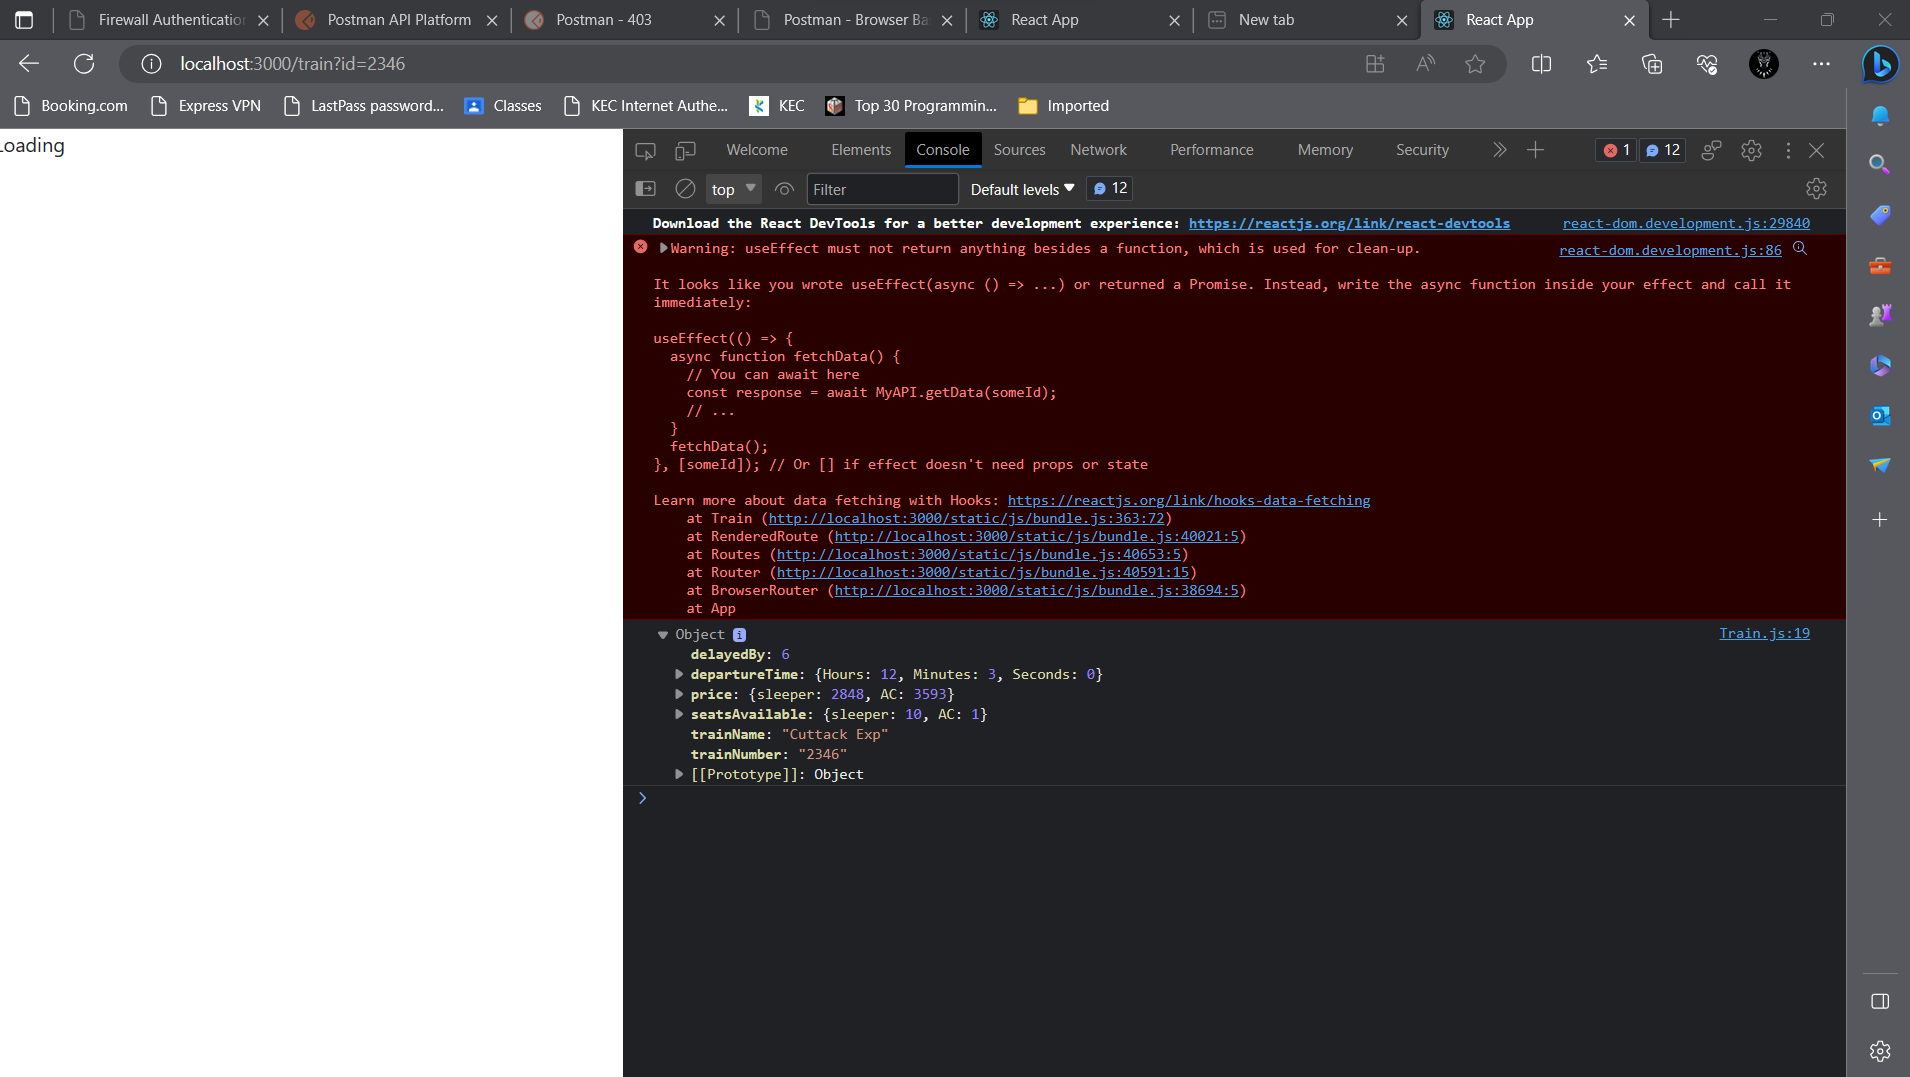 Firewall Authentication
Postman API Platform
Postman - 403
Postman - Browser Ba
React App
New tab
React App
localhost:3000/train?id=2346
Booking.com
Express VPN
LastPass password...
Classes
KEC Internet Authe...
KEC
Top 30 Programmin...
Imported
Loading
Welcome
Elements
Console
Sources
Network
Performance
Memory
Security
1
12
top
Filter
Default levels
12
Download the React DevTools for a better development experience: https://reactjs.org/link/react-devtools
react-dom.development.js:29840
Warning: useEffect must not return anything besides a function, which is used for clean-up.
react-dom.development.js:86
It looks like you wrote useEffect(async () => ...) or returned a Promise. Instead, write the async function inside your effect and call it
immediately:
useEffect(() => {
async function fetchData() {
// You can await here
const response = await MyAPI.getData(someId);
// ...
}
fetchData();
}, [someId]); // Or [] if effect doesn't need props or state
Learn more about data fetching with Hooks: https://reactjs.org/link/hooks-data-fetching
at Train (http://localhost:3000/static/js/bundle.js:363:72)
at RenderedRoute (http://localhost:3000/static/js/bundle.js:40021:5)
at Routes (http://localhost:3000/static/js/bundle.js:40653:5)
at Router (http://localhost:3000/static/js/bundle.js:40591:15)
at BrowserRouter (http://localhost:3000/static/js/bundle.js:38694:5)
at App
Object i
Train.js:19
delayedBy: 6
departureTime: {Hours: 12, Minutes: 3, Seconds: 0}
price: {sleeper: 2848, AC: 3593}
seatsAvailable: {sleeper: 10, AC: 1}
trainName: "Cuttack Exp"
trainNumber: "2346"
[[Prototype]]: Object